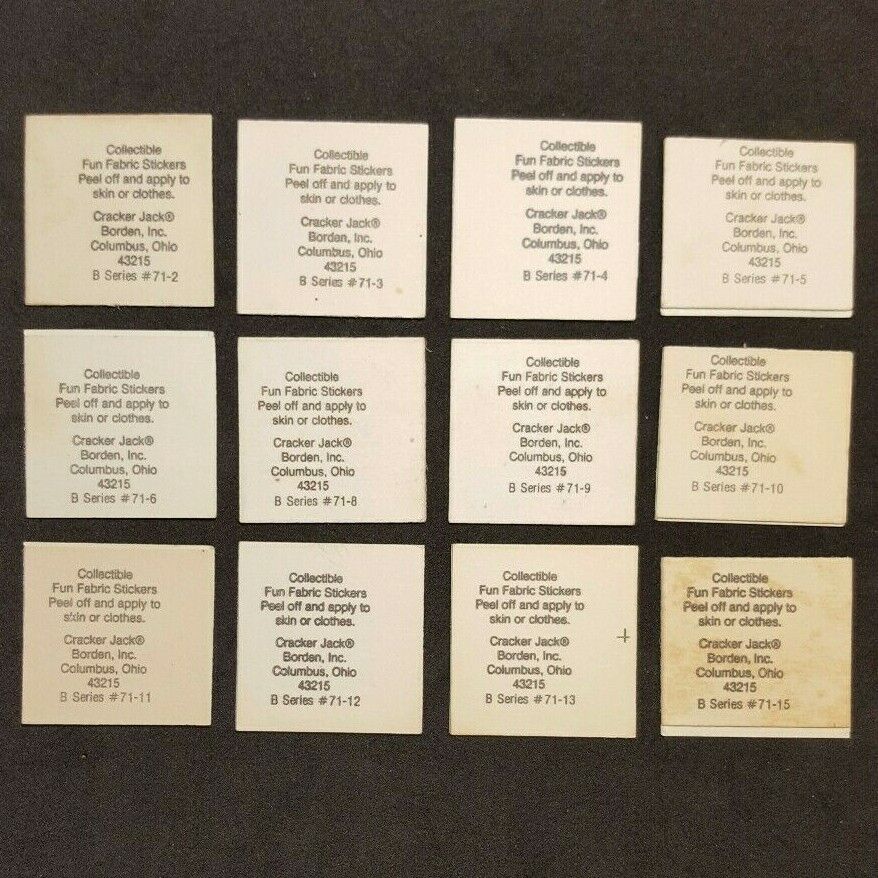 Collectible
Fun Fabric Stickers
Peel off and apply to
skin or clothes.
Cracker Jack®
Borden, Inc.
Columbus, Ohio
43215
B Series #71-2
Collectible
Fun Fabric Stickers
Peel off and apply to
skin or clothes.
Cracker Jack®
Borden, Inc.
Columbus, Ohio
43215
B Series #71-3
Collectible
Fun Fabric Stickers
Peel off and apply to
skin or clothes.
Cracker Jack®
Borden, Inc.
Columbus, Ohio
43215
B Series #71-4
Collectible
Fun Fabric Stickers
Peel off and apply to
skin or clothes.
Cracker Jack®
Borden, Inc.
Columbus, Ohio
43215
B Series #71-5
Collectible
Fun Fabric Stickers
Peel off and apply to
skin or clothes.
Cracker Jack®
Borden, Inc.
Columbus, Ohio
43215
B Series #71-6
Collectible
Fun Fabric Stickers
Peel off and apply to
skin or clothes.
Cracker Jack®
Borden, Inc.
Columbus, Ohio
43215
B Series #71-8
Collectible
Fun Fabric Stickers
Peel off and apply to
skin or clothes.
Cracker Jack®
Borden, Inc.
Columbus, Ohio
43215
B Series #71-9
Collectible
Fun Fabric Stickers
Peel off and apply to
skin or clothes.
Cracker Jack®
Borden, Inc.
Columbus, Ohio
43215
B Series #71-10
Collectible
Fun Fabric Stickers
Peel off and apply to
skin or clothes.
Cracker Jack®
Borden, Inc.
Columbus, Ohio
43215
B Series #71-11
Collectible
Fun Fabric Stickers
Peel off and apply to
skin or clothes.
Cracker Jack®
Borden, Inc.
Columbus, Ohio
43215
B Series #71-12
Collectible
Fun Fabric Stickers
Peel off and apply to
skin or clothes.
Cracker Jack®
Borden, Inc.
Columbus, Ohio
43215
B Series #71-13
Collectible
Fun Fabric Stickers
Peel off and apply to
skin or clothes.
Cracker Jack®
Borden, Inc.
Columbus, Ohio
43215
B Series #71-15